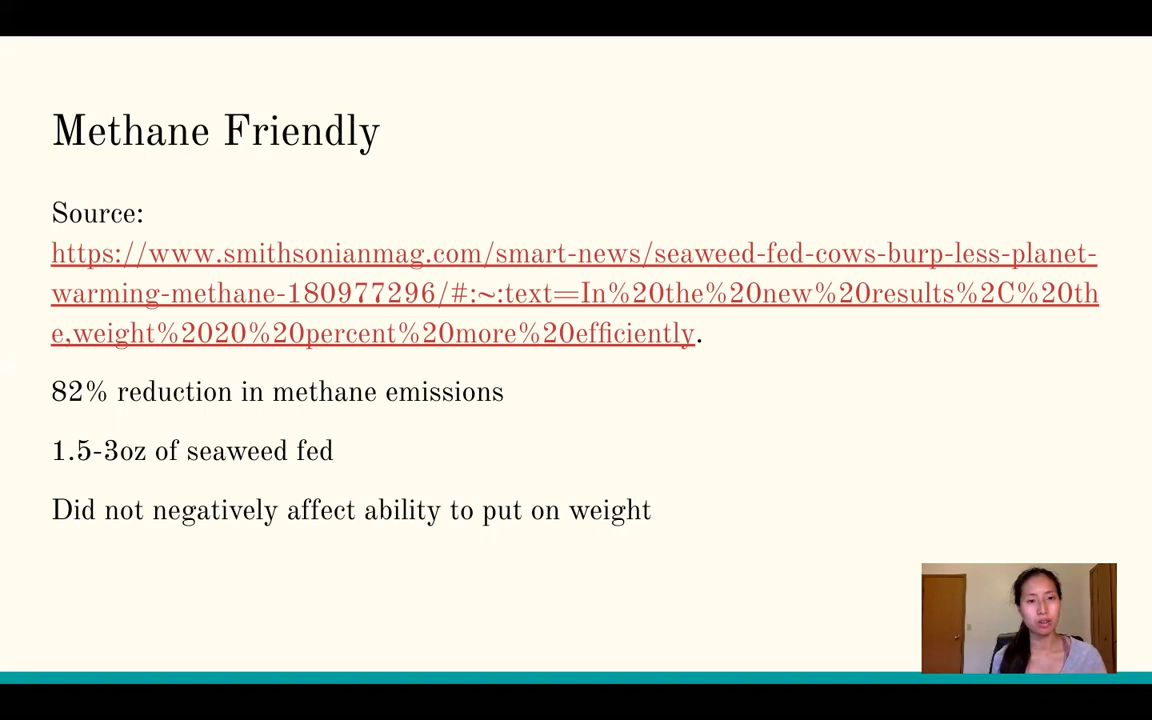 Methane Friendly
Source:
https://www.smithsonianmag.com/smart-news/seaweed-fed-cows-burp-less-planet-
warming-methane-180977296/#:~:text=In%20the%20new%20results%2C%20th
e,weight%2020%20percent%20more%20efficiently.
82% reduction in methane emissions
1.5-3oz of seaweed fed
Did not negatively affect ability to put on weight